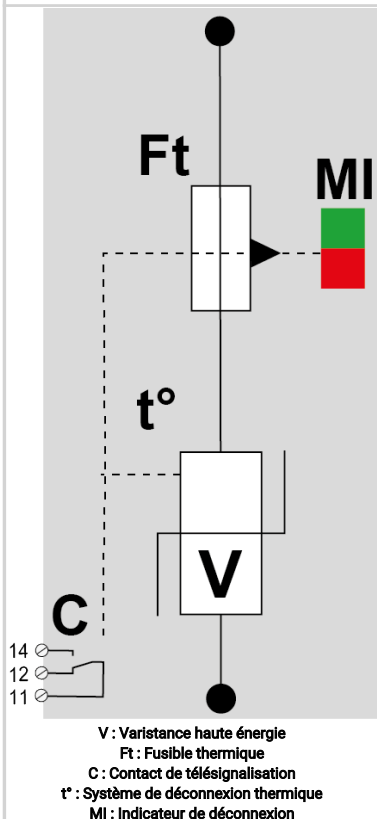 Ft
MI
t°
V
C
14
12
11
V : Varistance haute énergie
Ft : Fusible thermique
C : Contact de télésignalisation
t° : Système de déconnexion thermique
MI : Indicateur de déconnexion